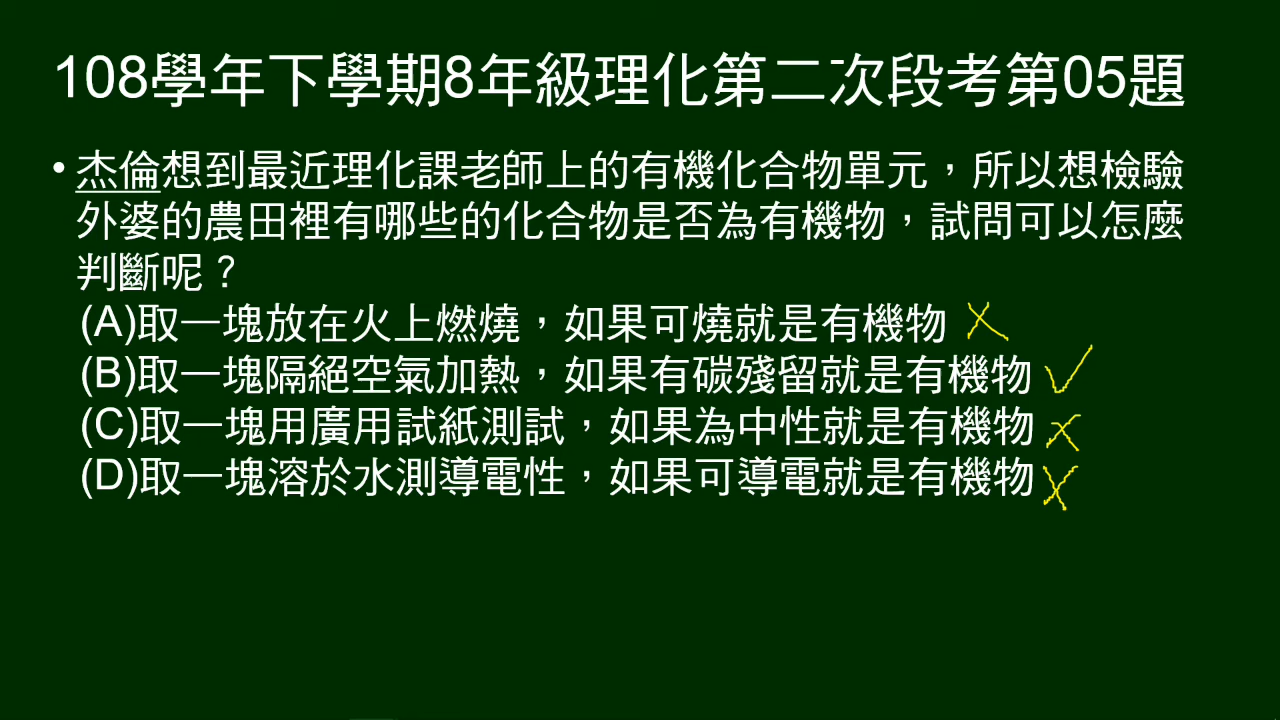 108學年下學期8年級理化第二次段考第05題
• 杰倫想到最近理化課老師上的有機化合物單元，所以想檢驗
外婆的農田裡有哪些的化合物是否為有機物，試問可以怎麼
判斷呢？
(A)取一塊放在火上燃燒，如果可燒就是有機物
(B)取一塊隔絕空氣加熱，如果有碳殘留就是有機物
(C)取一塊用廣用試紙測試，如果為中性就是有機物
(D)取一塊溶於水測導電性，如果可導電就是有機物